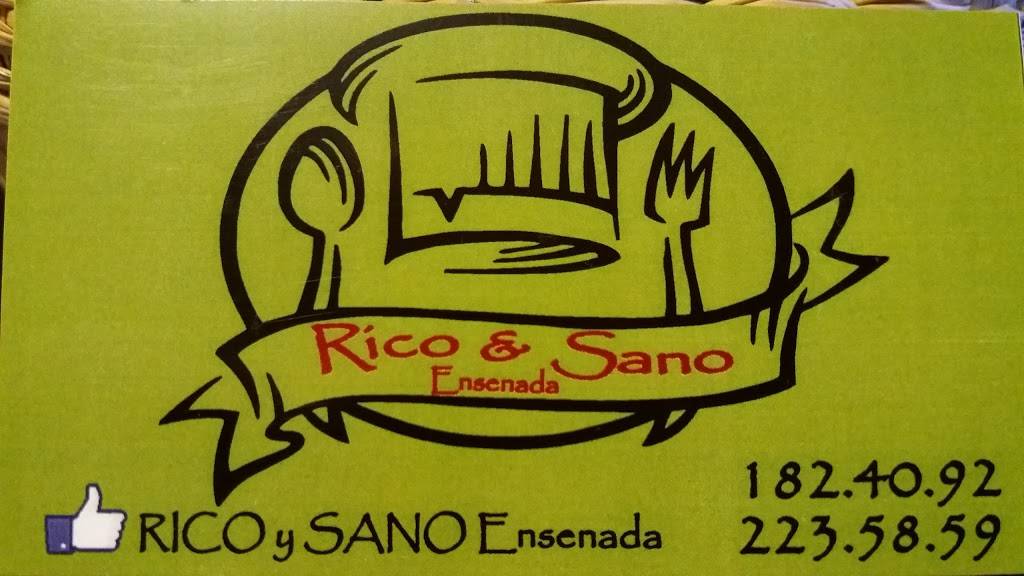 Rico & Sano
Ensenada
182.40.92
RICO y SANO Ensenada
223.58.59